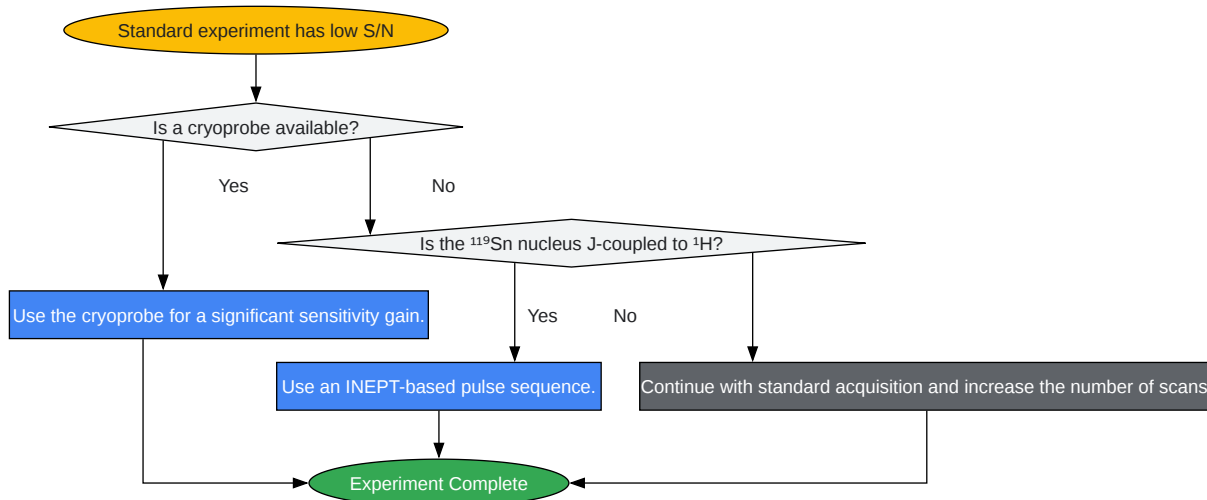 Standard experiment has low S/N
Is a cryoprobe available?
Yes
No
Is the ¹¹⁹Sn nucleus J-coupled to ¹H?
Use the cryoprobe for a significant sensitivity gain.
Yes
No
Use an INEPT-based pulse sequence.
Continue with standard acquisition and increase the number of scans
Experiment Complete